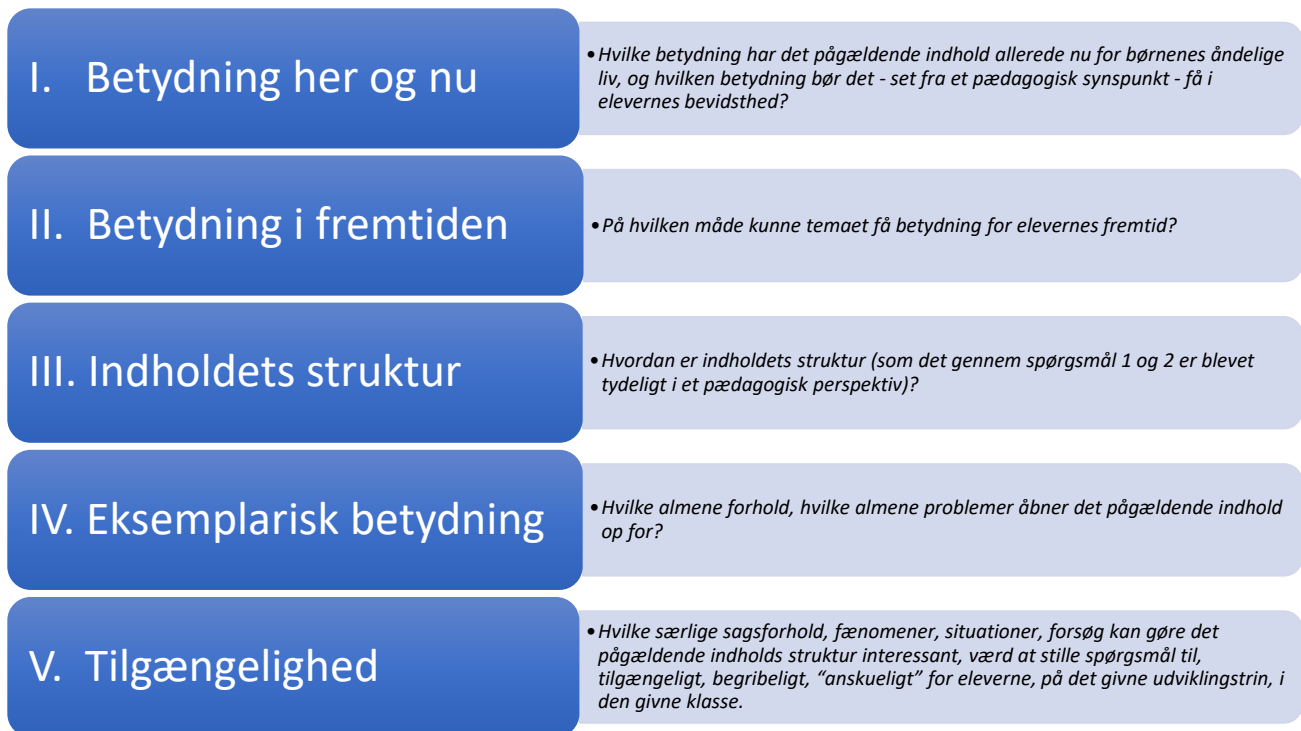 I. Betydning her og nu
•Hvilke betydning har det pågældende indhold allerede nu for børnenes åndelige
liv, og hvilken betydning bør det - set fra et pædagogisk synspunkt - få i
elevernes bevidsthed?
II. Betydning i fremtiden
•På hvilken måde kunne temaet få betydning for elevernes fremtid?
III. Indholdets struktur
•Hvordan er indholdets struktur (som det gennem spørgsmål 1 og 2 er blevet
tydeligt i et pædagogisk perspektiv)?
IV. Eksemplarisk betydning
•Hvilke almene forhold, hvilke almene problemer åbner det pågældende indhold
op for?
V. Tilgængelighed
•Hvilke særlige sagsforhold, fænomener, situationer, forsøg kan gøre det
pågældende indholds struktur interessant, værd at stille spørgsmål til,
tilgængeligt, begribeligt, “anskueligt” for eleverne, på det givne udviklingstrin, i
den givne klasse.